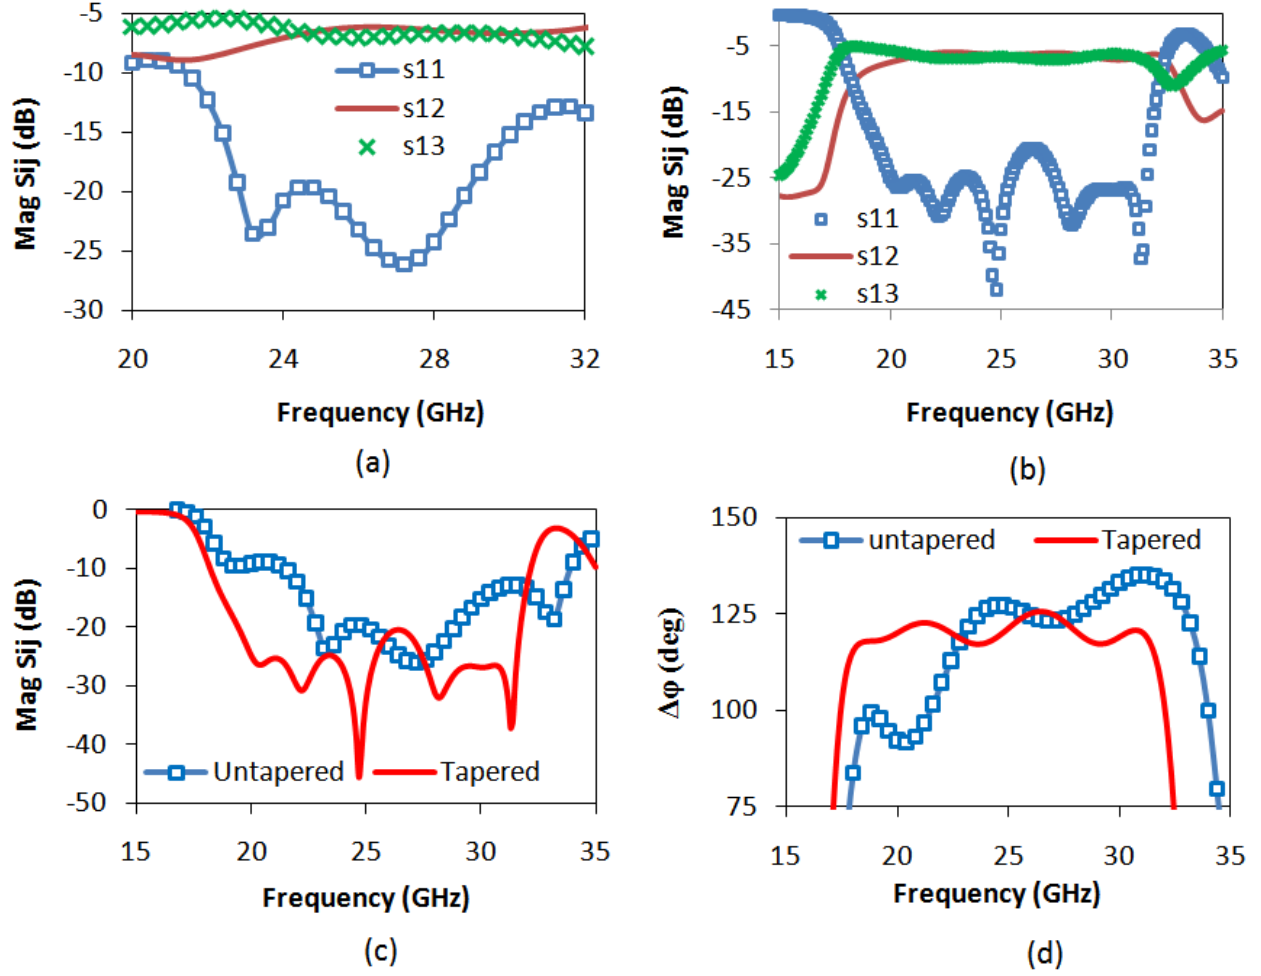 -5
-10
-15
-20
-25
-30
Mag Sij (dB)
s11
s12
s13
20 24 28 32
Frequency (GHz)
(a)
-5
-15
-25
-35
-45
Mag Sij (dB)
s11
s12
s13
15 20 25 30 35
Frequency (GHz)
(b)
0
-10
-20
-30
-40
-50
Mag Sij (dB)
Untapered Tapered
15 20 25 30 35
Frequency (GHz)
(c)
150
125
100
75
Δφ (deg)
untapered Tapered
15 20 25 30 35
Frequency (GHz)
(d)